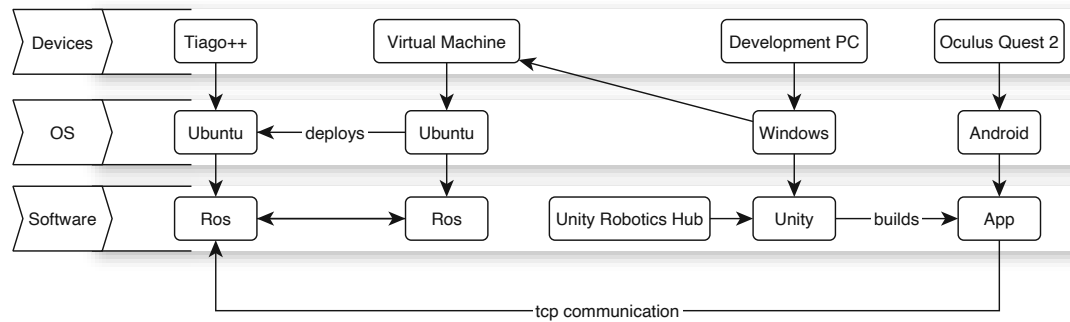 Devices
Tiago++
Virtual Machine
Development PC
Oculus Quest 2
OS
Ubuntu
deploys
Ubuntu
Windows
Android
Software
Ros
Ros
Unity Robotics Hub
Unity
builds
App
tcp communication